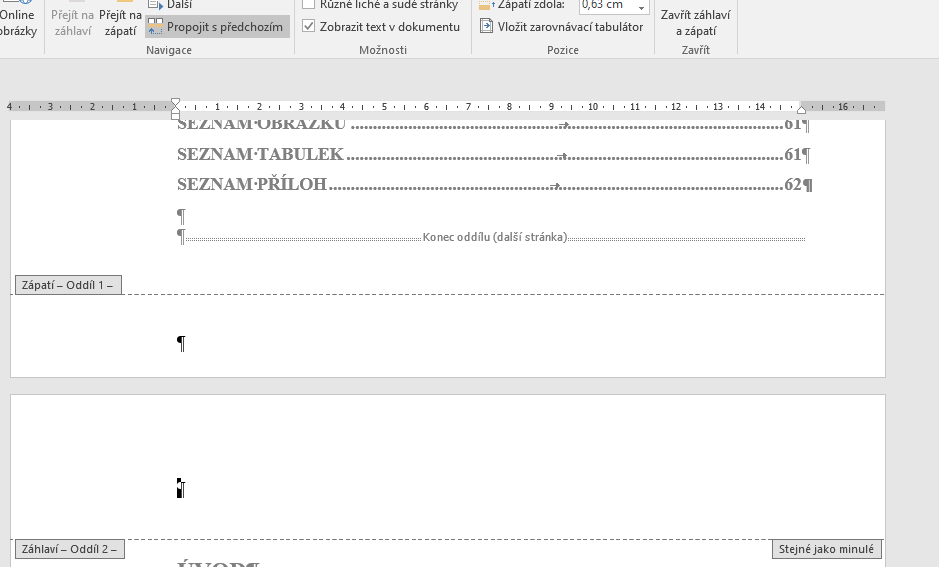 Online
obrázky
Přejít na
záhlaví
Přejít na
zápatí
Další
Propojit s předchozím
Navigace
Různé liché a sudé stránky
Zobrazit text v dokumentu
Možnosti
Zápatí zdola: 0,63 cm
Vložit zarovnávací tabulátor
Pozice
Zavřít záhlaví
a zápatí
Zavřít
4 3 2 1 1 2 3 4 5 6 7 8 9 10 11 12 13 14 16
SEZNAM·OBRÁZKŮ ...→... 61¶
SEZNAM·TABULEK ...→... 61¶
SEZNAM·PŘÍLOH ...→... 62¶
¶
¶ Konec oddílu (další stránka)
Zápatí – Oddíl 1 –
¶
¶
Záhlaví – Oddíl 2 –
Stejné jako minulé
ÚVOD¶